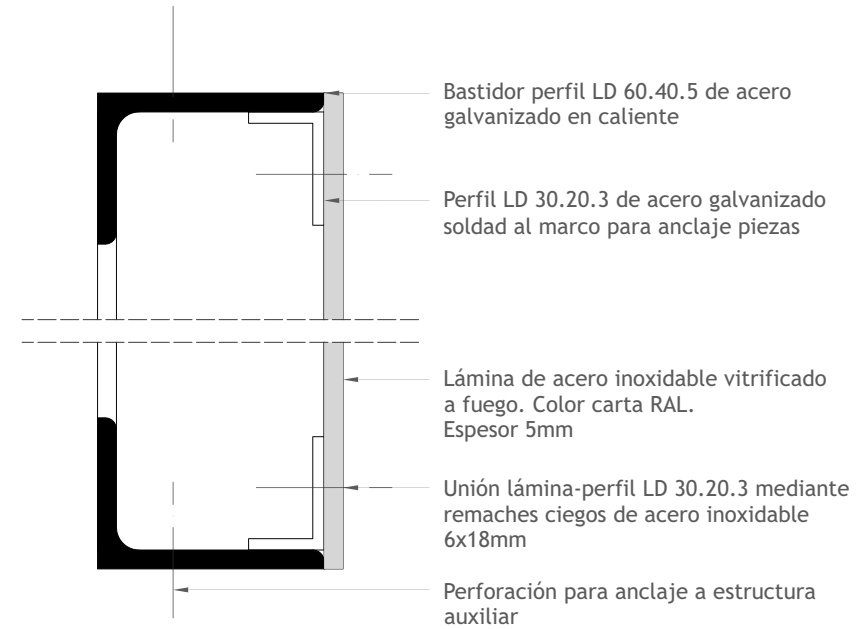 Bastidor perfil LD 60.40.5 de acero
galvanizado en caliente
Perfil LD 30.20.3 de acero galvanizado
soldad al marco para anclaje piezas
Lámina de acero inoxidable vitrificado
a fuego. Color carta RAL.
Espesor 5mm
Unión lámina-perfil LD 30.20.3 mediante
remaches ciegos de acero inoxidable
6x18mm
Perforación para anclaje a estructura
auxiliar